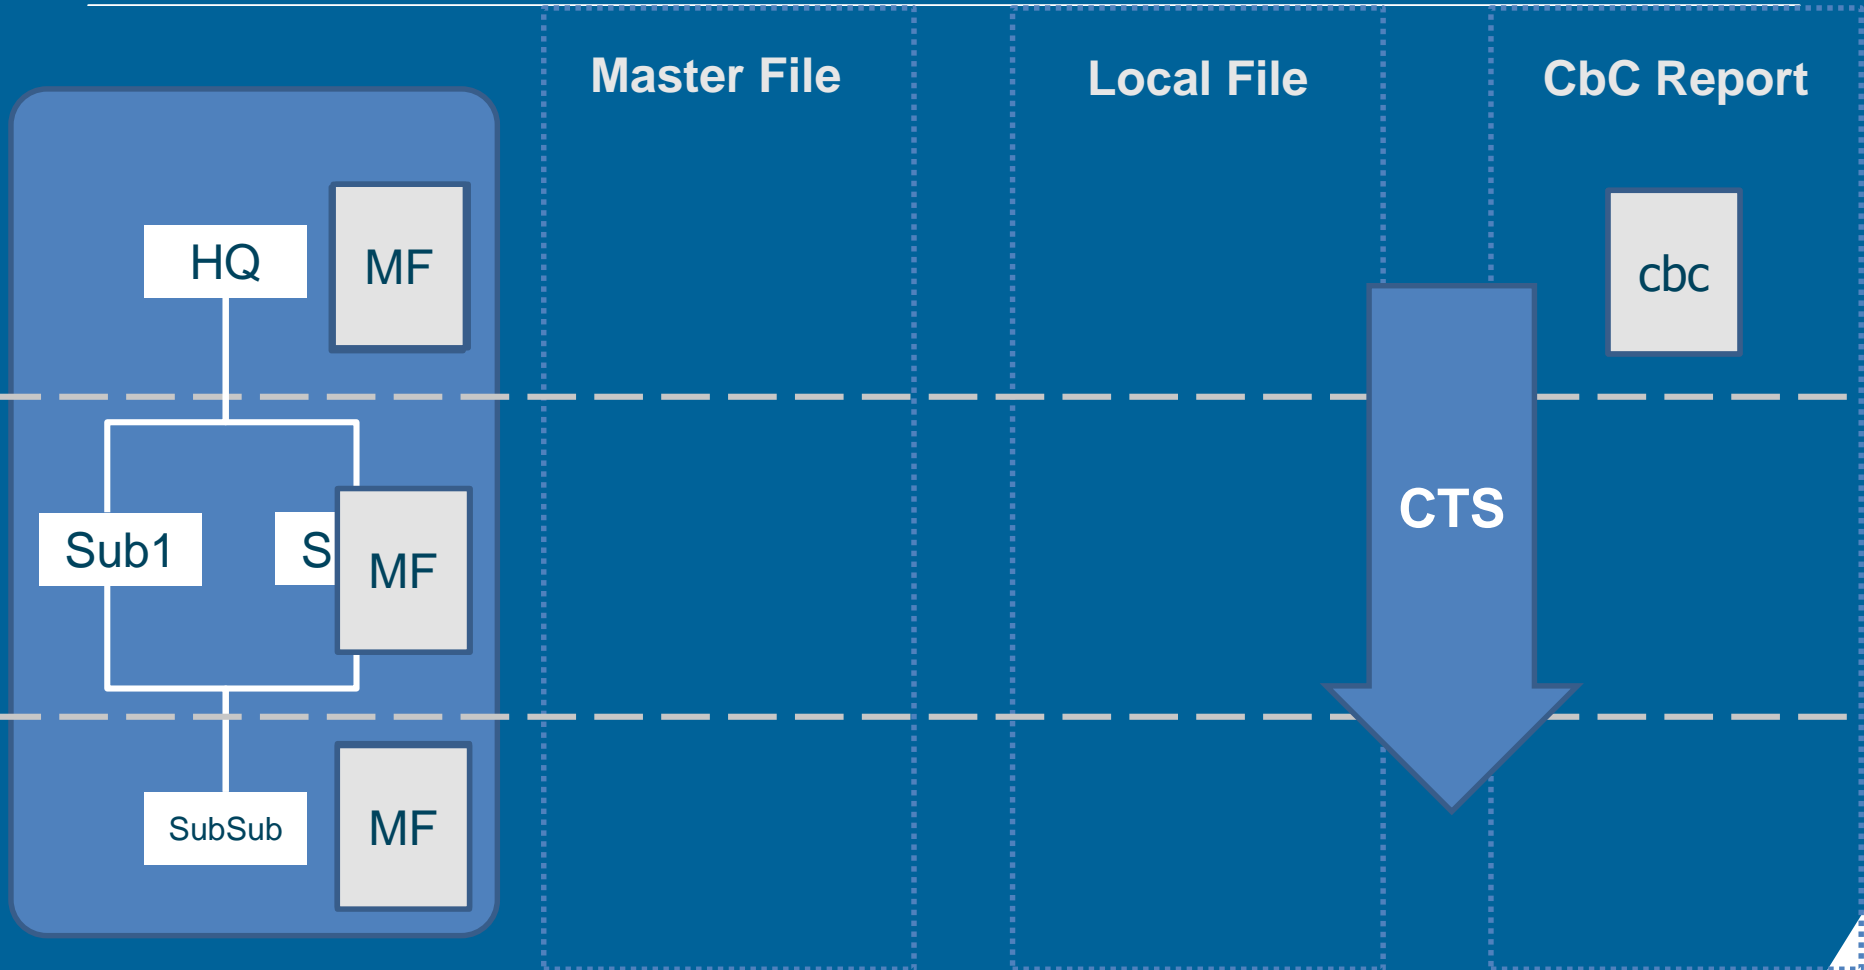 Master File
Local File
CbC Report
HQ
MF
cbc
CTS
Sub1
S
MF
SubSub
MF